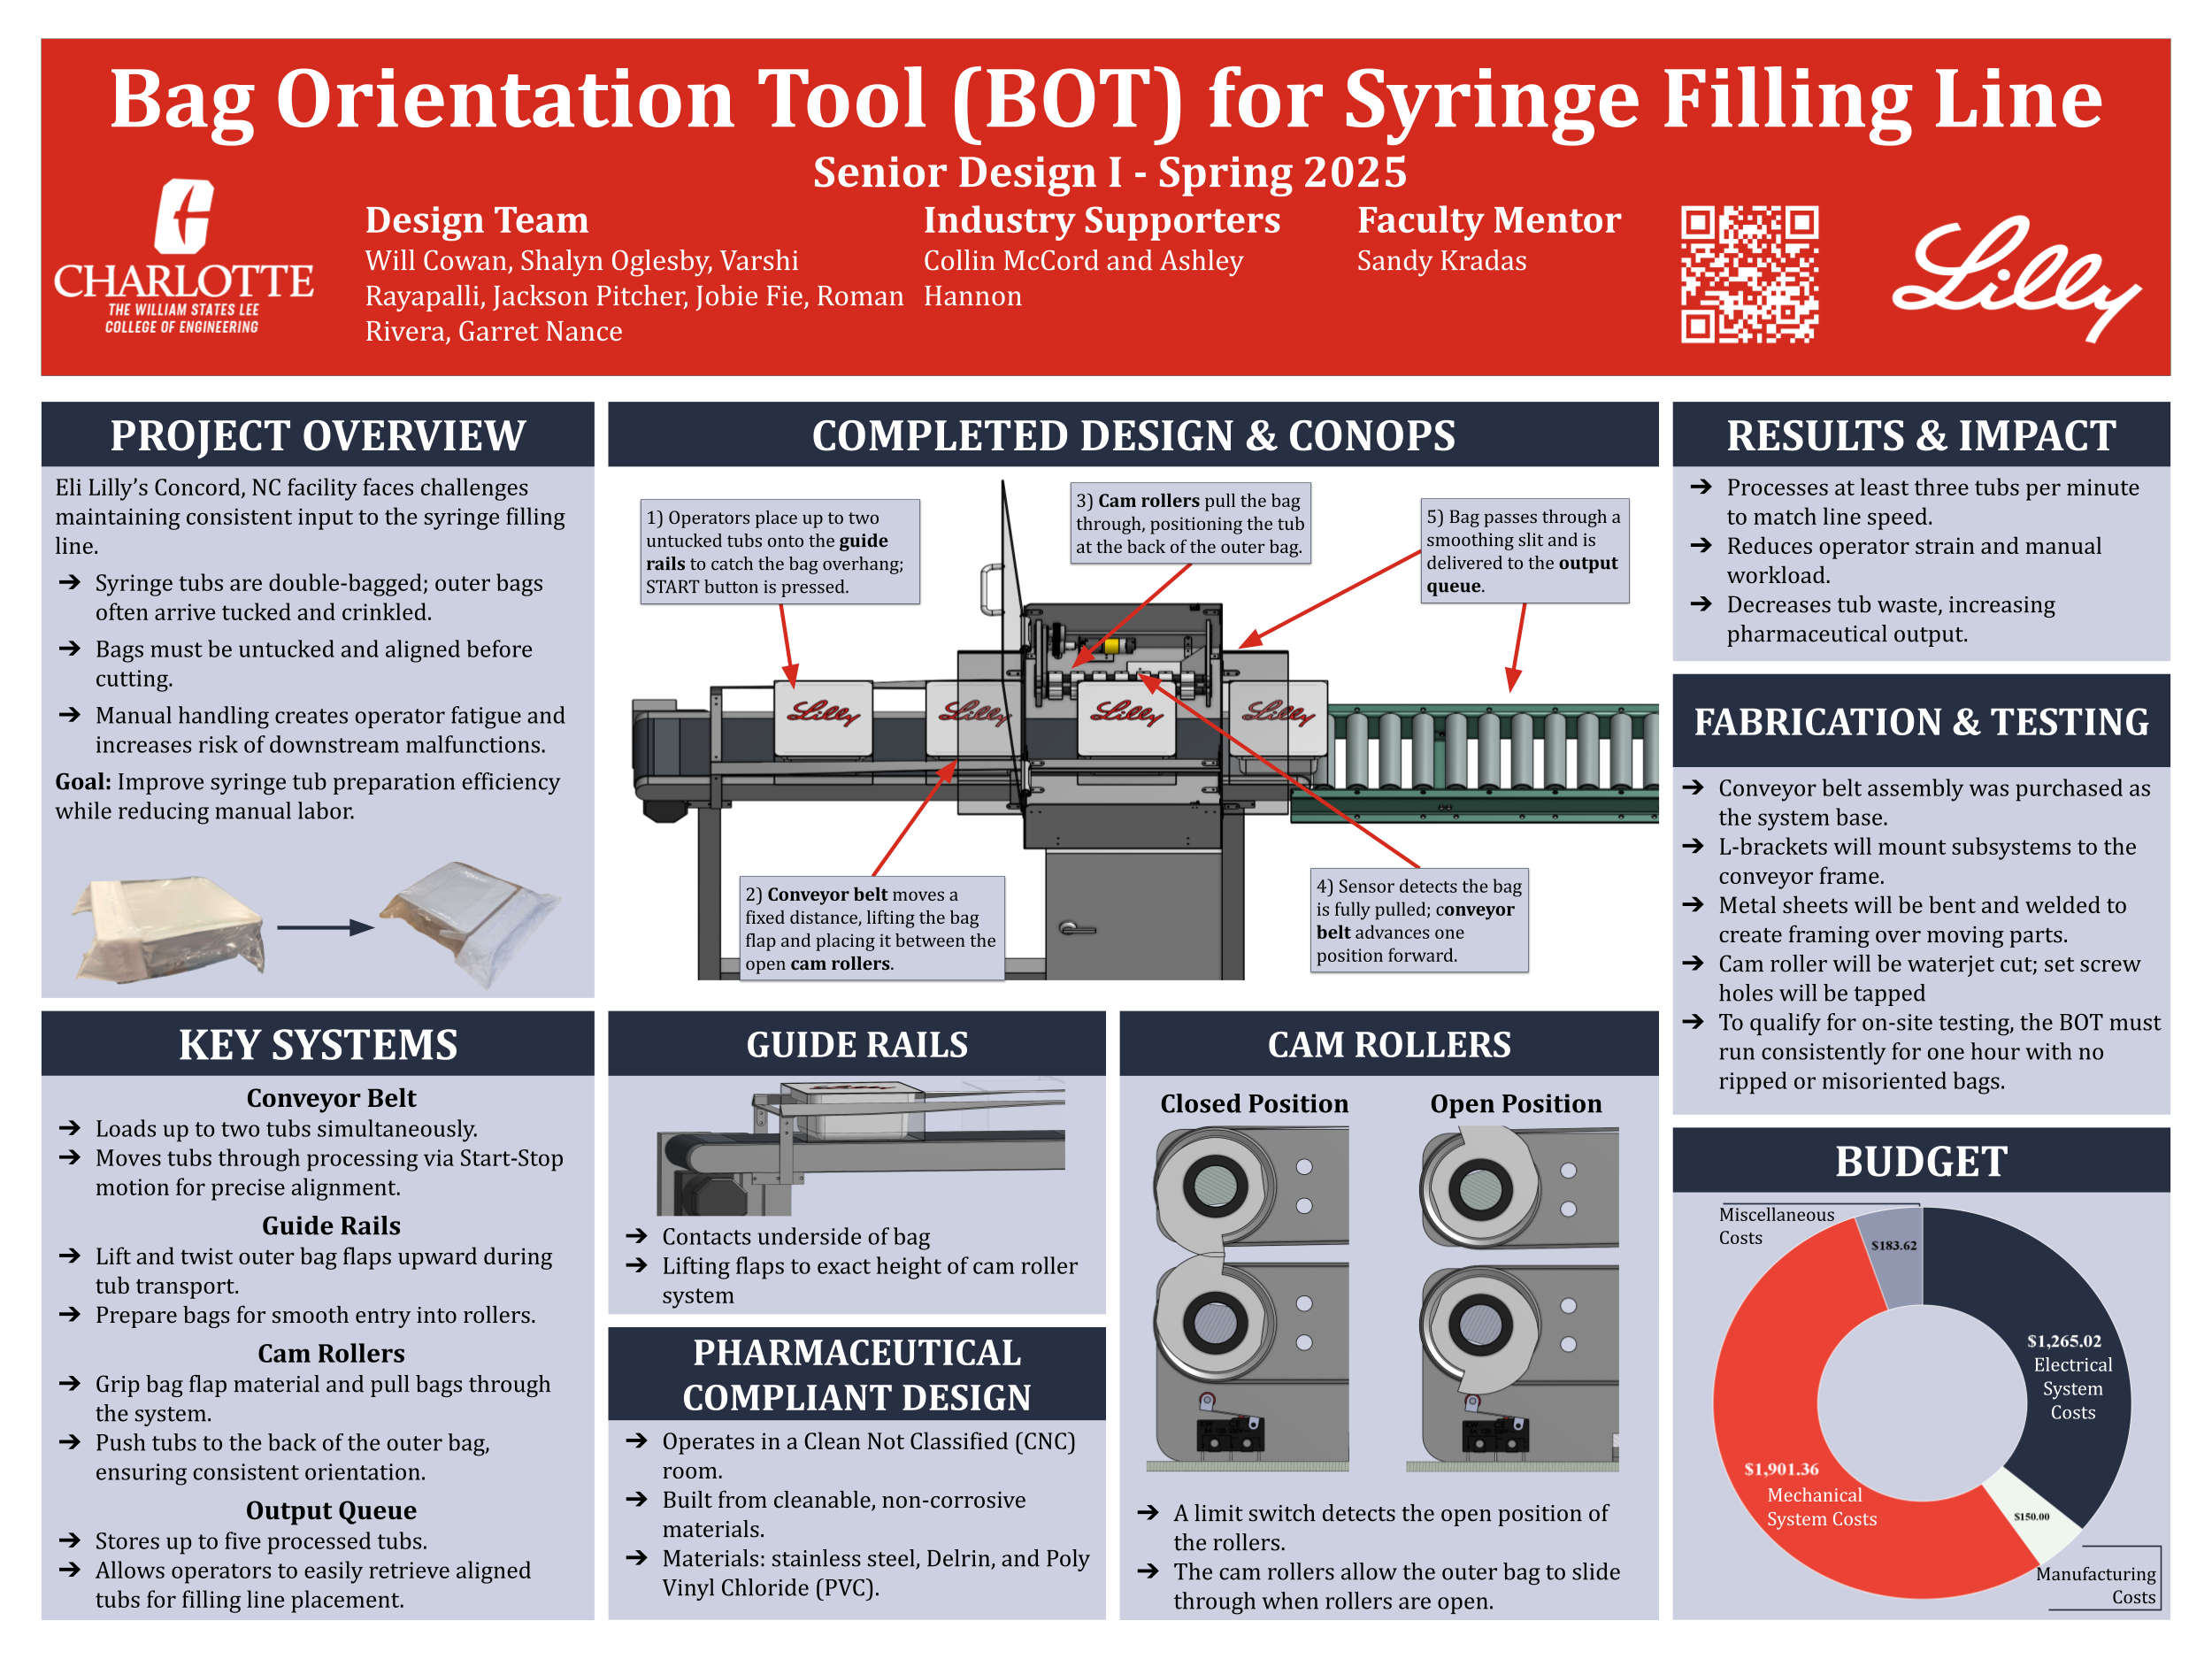 Bag Orientation Tool (BOT) for Syringe Filling Line
Senior Design I - Spring 2025
CHARLOTTE
THE WILLIAM STATES LEE
COLLEGE OF ENGINEERING
Design Team
Will Cowan, Shalyn Oglesby, Varshi
Rayapalli, Jackson Pitcher, Jobie Fie, Roman
Rivera, Garret Nance
Industry Supporters
Collin McCord and Ashley
Hannon
Faculty Mentor
Sandy Kradas
Lilly
PROJECT OVERVIEW
Eli Lilly's Concord, NC facility faces challenges
maintaining consistent input to the syringe filling
line.
➔ Syringe tubs are double-bagged; outer bags
often arrive tucked and crinkled.
➔ Bags must be untucked and aligned before
cutting.
➔ Manual handling creates operator fatigue and
increases risk of downstream malfunctions.
Goal: Improve syringe tub preparation efficiency
while reducing manual labor.
COMPLETED DESIGN & CONOPS
1) Operators place up to two
untucked tubs onto the guide
rails to catch the bag overhang;
START button is pressed.
3) Cam rollers pull the bag
through, positioning the tub
at the back of the outer bag.
5) Bag passes through a
smoothing slit and is
delivered to the output
queue.
Lilly
Lilly
Lilly
Lilly
2) Conveyor belt moves a
fixed distance, lifting the bag
flap and placing it between the
open cam rollers.
4) Sensor detects the bag
is fully pulled; conveyor
belt advances one
position forward.
RESULTS & IMPACT
➔ Processes at least three tubs per minute
to match line speed.
➔ Reduces operator strain and manual
workload.
➔ Decreases tub waste, increasing
pharmaceutical output.
FABRICATION & TESTING
➔ Conveyor belt assembly was purchased as
the system base.
➔ L-brackets will mount subsystems to the
conveyor frame.
➔ Metal sheets will be bent and welded to
create framing over moving parts.
➔ Cam roller will be waterjet cut; set screw
holes will be tapped
➔ To qualify for on-site testing, the BOT must
run consistently for one hour with no
ripped or misoriented bags.
KEY SYSTEMS
Conveyor Belt
➔ Loads up to two tubs simultaneously.
➔ Moves tubs through processing via Start-Stop
motion for precise alignment.
Guide Rails
➔ Lift and twist outer bag flaps upward during
tub transport.
➔ Prepare bags for smooth entry into rollers.
Cam Rollers
➔ Grip bag flap material and pull bags through
the system.
➔ Push tubs to the back of the outer bag,
ensuring consistent orientation.
Output Queue
➔ Stores up to five processed tubs.
➔ Allows operators to easily retrieve aligned
tubs for filling line placement.
GUIDE RAILS
➔ Contacts underside of bag
➔ Lifting flaps to exact height of cam roller
system
PHARMACEUTICAL
COMPLIANT DESIGN
➔ Operates in a Clean Not Classified (CNC)
room.
➔ Built from cleanable, non-corrosive
materials.
➔ Materials: stainless steel, Delrin, and Poly
Vinyl Chloride (PVC).
CAM ROLLERS
Closed Position
Open Position
➔ A limit switch detects the open position of
the rollers.
➔ The cam rollers allow the outer bag to slide
through when rollers are open.
BUDGET
Miscellaneous
Costs
$183.62
$1,265.02
Electrical
System
Costs
$1,901.36
Mechanical
System Costs
$150.00
Manufacturing
Costs